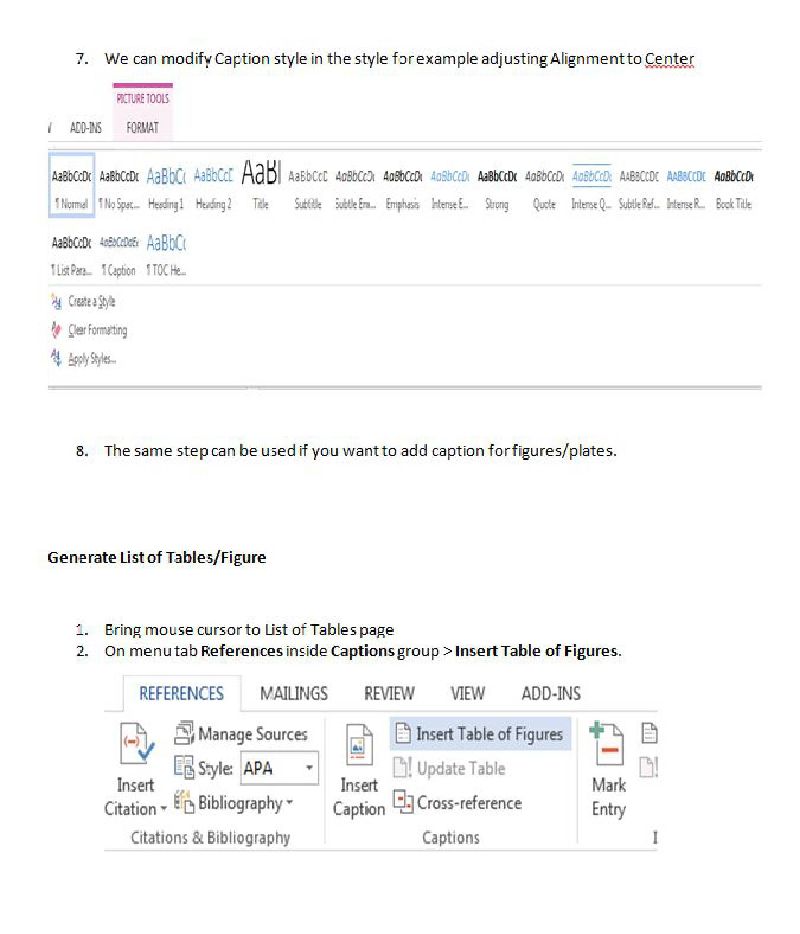 7. We can modify Caption style in the style for example adjusting Alignment to Center
PICTURE TOOLS
ADD-INS FORMAT
AaBbCcDc AaBbCcDc AaBbC( AaBbCcC AaBl AaBbCcC AaBbCcDc AaBbCcDc AaBbCcDc AaBbCcDc AaBbCcDc AaBbCcDc AABBCCDC AABBCCDC AaBbCcDc
¶ Normal ¶ No Spac... Heading 1 Heading 2 Title Subtitle Subtle Em... Emphasis Intense E... Strong Quote Intense Q... Subtle Ref... Intense R... Book Title
AaBbCcDc AaBbCcDdEe AaBbC(
¶ List Para... ¶ Caption ¶ TOC He...
Create a Style
Clear Formatting
Apply Styles...
8. The same step can be used if you want to add caption for figures/plates.
Generate List of Tables/Figure
1. Bring mouse cursor to List of Tables page
2. On menu tab References inside Captions group > Insert Table of Figures.
REFERENCES MAILINGS REVIEW VIEW ADD-INS
Manage Sources Insert Table of Figures
Style: APA Update Table
Insert Citation Bibliography Insert Caption Cross-reference Mark Entry
Citations & Bibliography Captions I